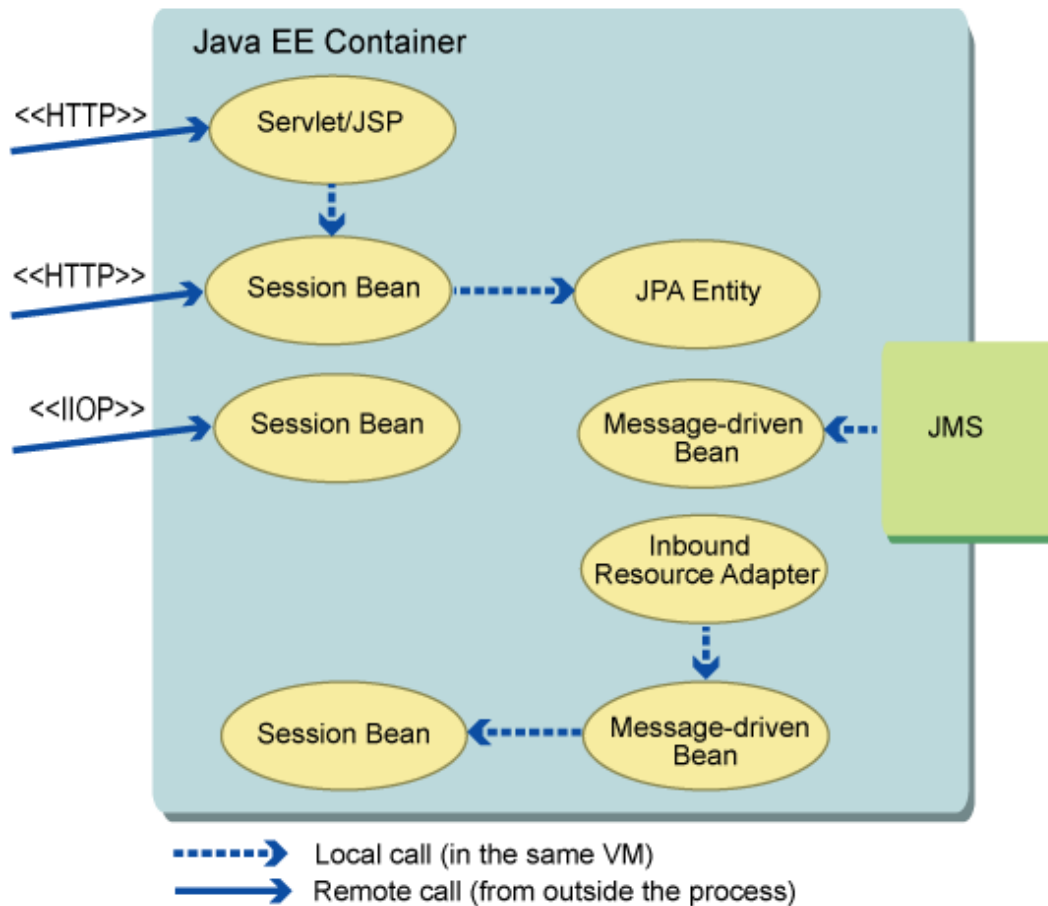 Java EE Container
<<HTTP>>
Servlet/JSP
<<HTTP>>
Session Bean
JPA Entity
<<IIOP>>
Session Bean
Message-driven
Bean
JMS
Inbound
Resource Adapter
Session Bean
Message-driven
Bean
Local call (in the same VM)
Remote call (from outside the process)